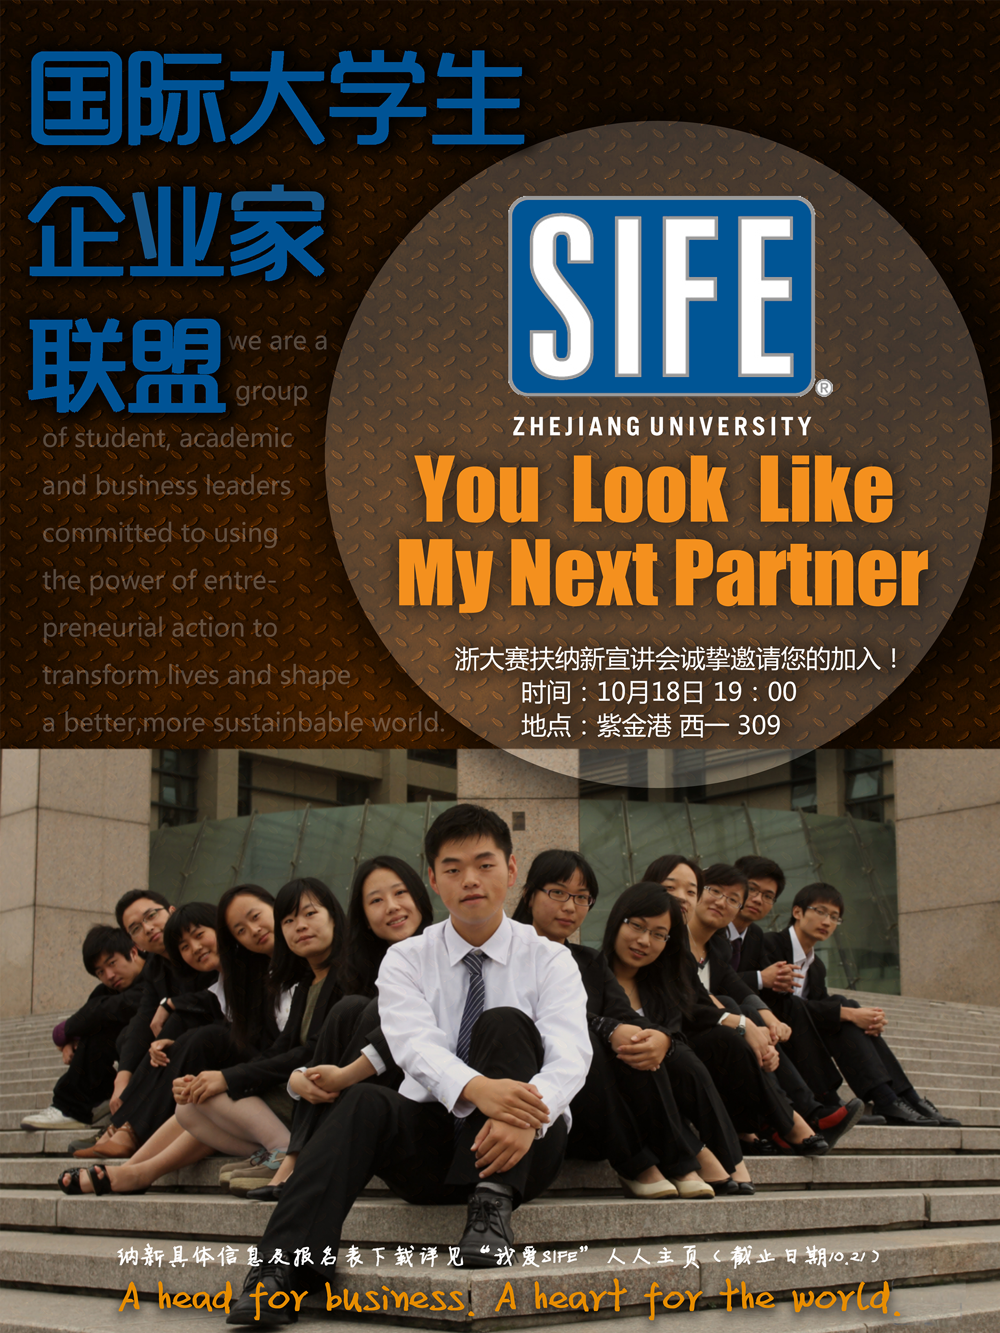 国际大学生
企业家
联盟
we are a
group
of student, academic
and business leaders
committed to using
the power of entre-
preneurial action to
transform lives and shape
a better,more sustainbable world.
SIFE
®
ZHEJIANG UNIVERSITY
You Look Like
My Next Partner
浙大赛扶纳新宣讲会诚挚邀请您的加入！
时间：10月18日 19：00
地点：紫金港 西一 309
纳新具体信息及报名表下载详见“我爱SIFE”人人主页（截止日期10.21）
A head for business. A heart for the world.